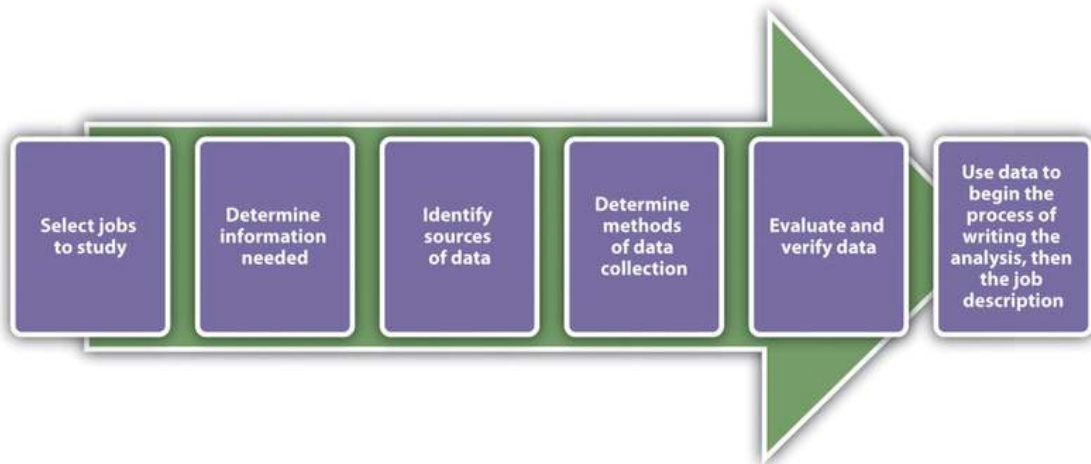 Select jobs
to study
Determine
information
needed
Identify
sources
of data
Determine
methods
of data
collection
Evaluate and
verify data
Use data to
begin the
process of
writing the
analysis, then
the job
description